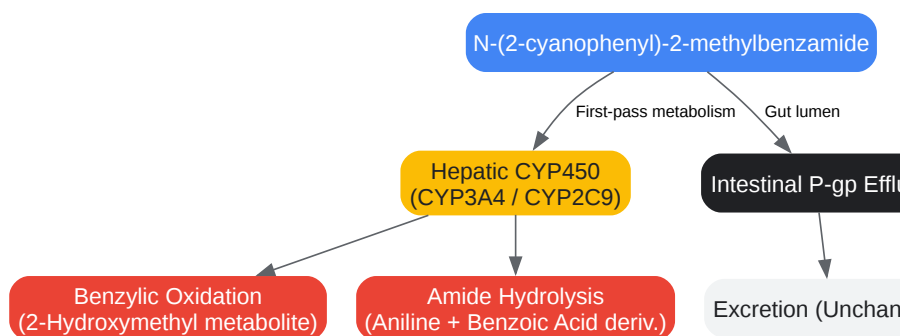 N-(2-cyanophenyl)-2-methylbenzamide
First-pass metabolism
Gut lumen
Hepatic CYP450
(CYP3A4 / CYP2C9)
Intestinal P-gp
Benzylic Oxidation
(2-Hydroxymethyl metabolite)
Amide Hydrolysis
(Aniline + Benzoic Acid deriv.)
Excretion